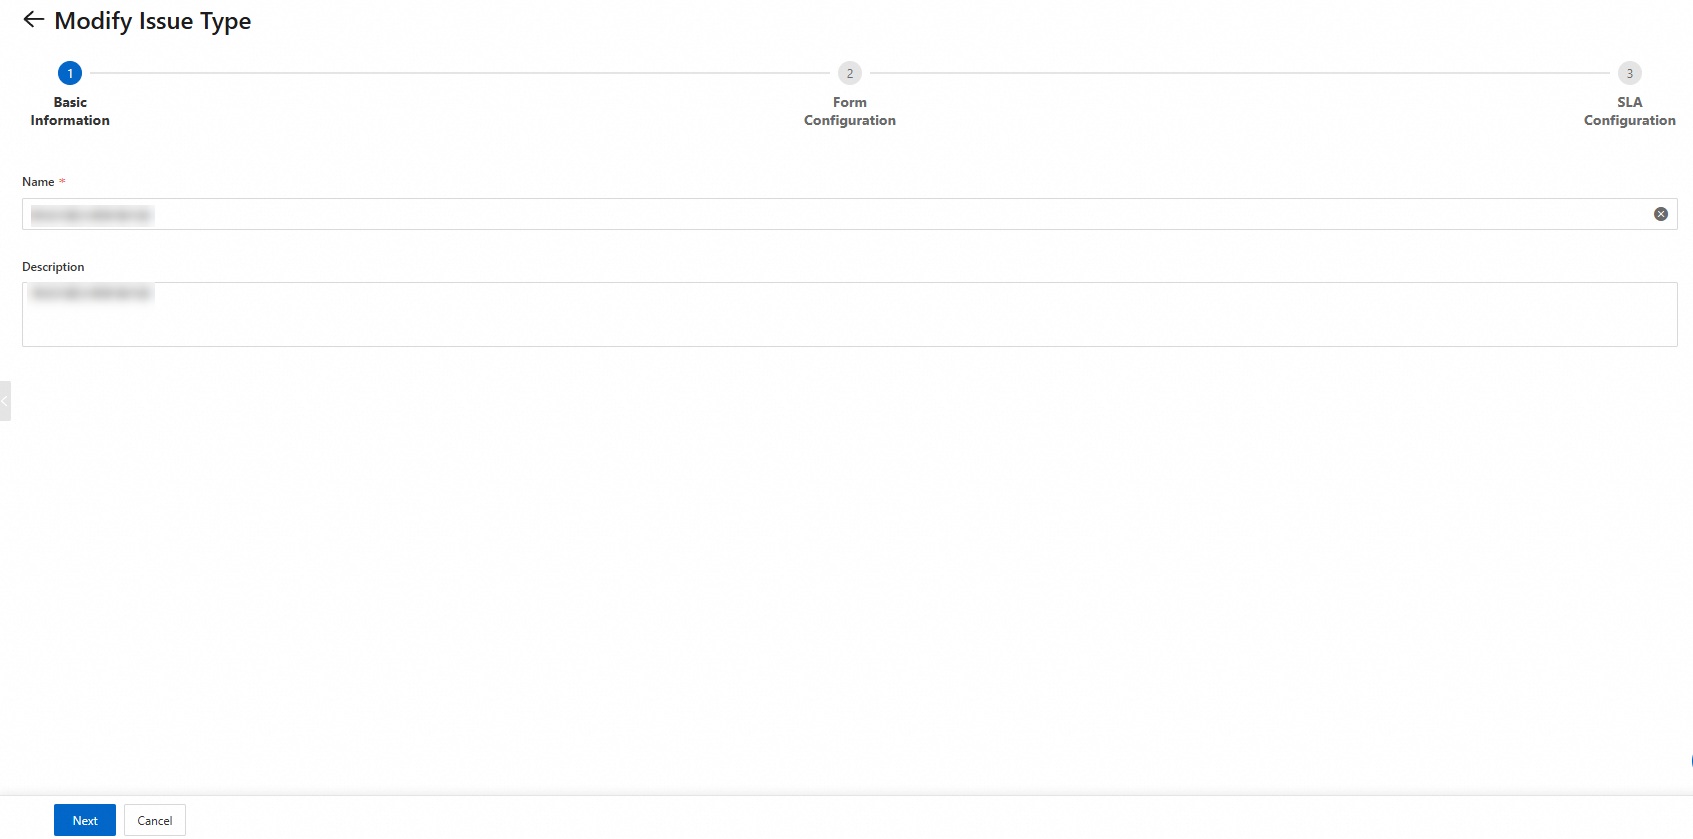 Modify Issue Type
1
2
3
Basic
Information
Form
Configuration
SLA
Configuration
Name *
Description
Next
Cancel